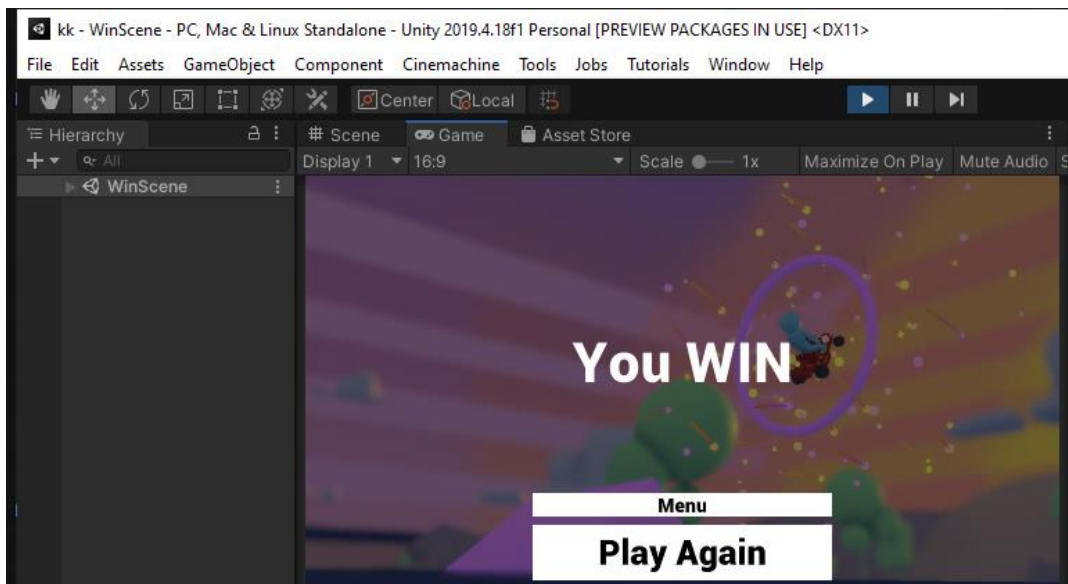 kk - WinScene - PC, Mac & Linux Standalone - Unity 2019.4.18f1 Personal [PREVIEW PACKAGES IN USE] <DX11>
File Edit Assets GameObject Component Cinemachine Tools Jobs Tutorials Window Help
Center Local
Hierarchy Scene Game Asset Store
All Display 1 16:9 Scale 1x Maximize On Play Mute Audio S
WinScene
You WIN
Menu
Play Again